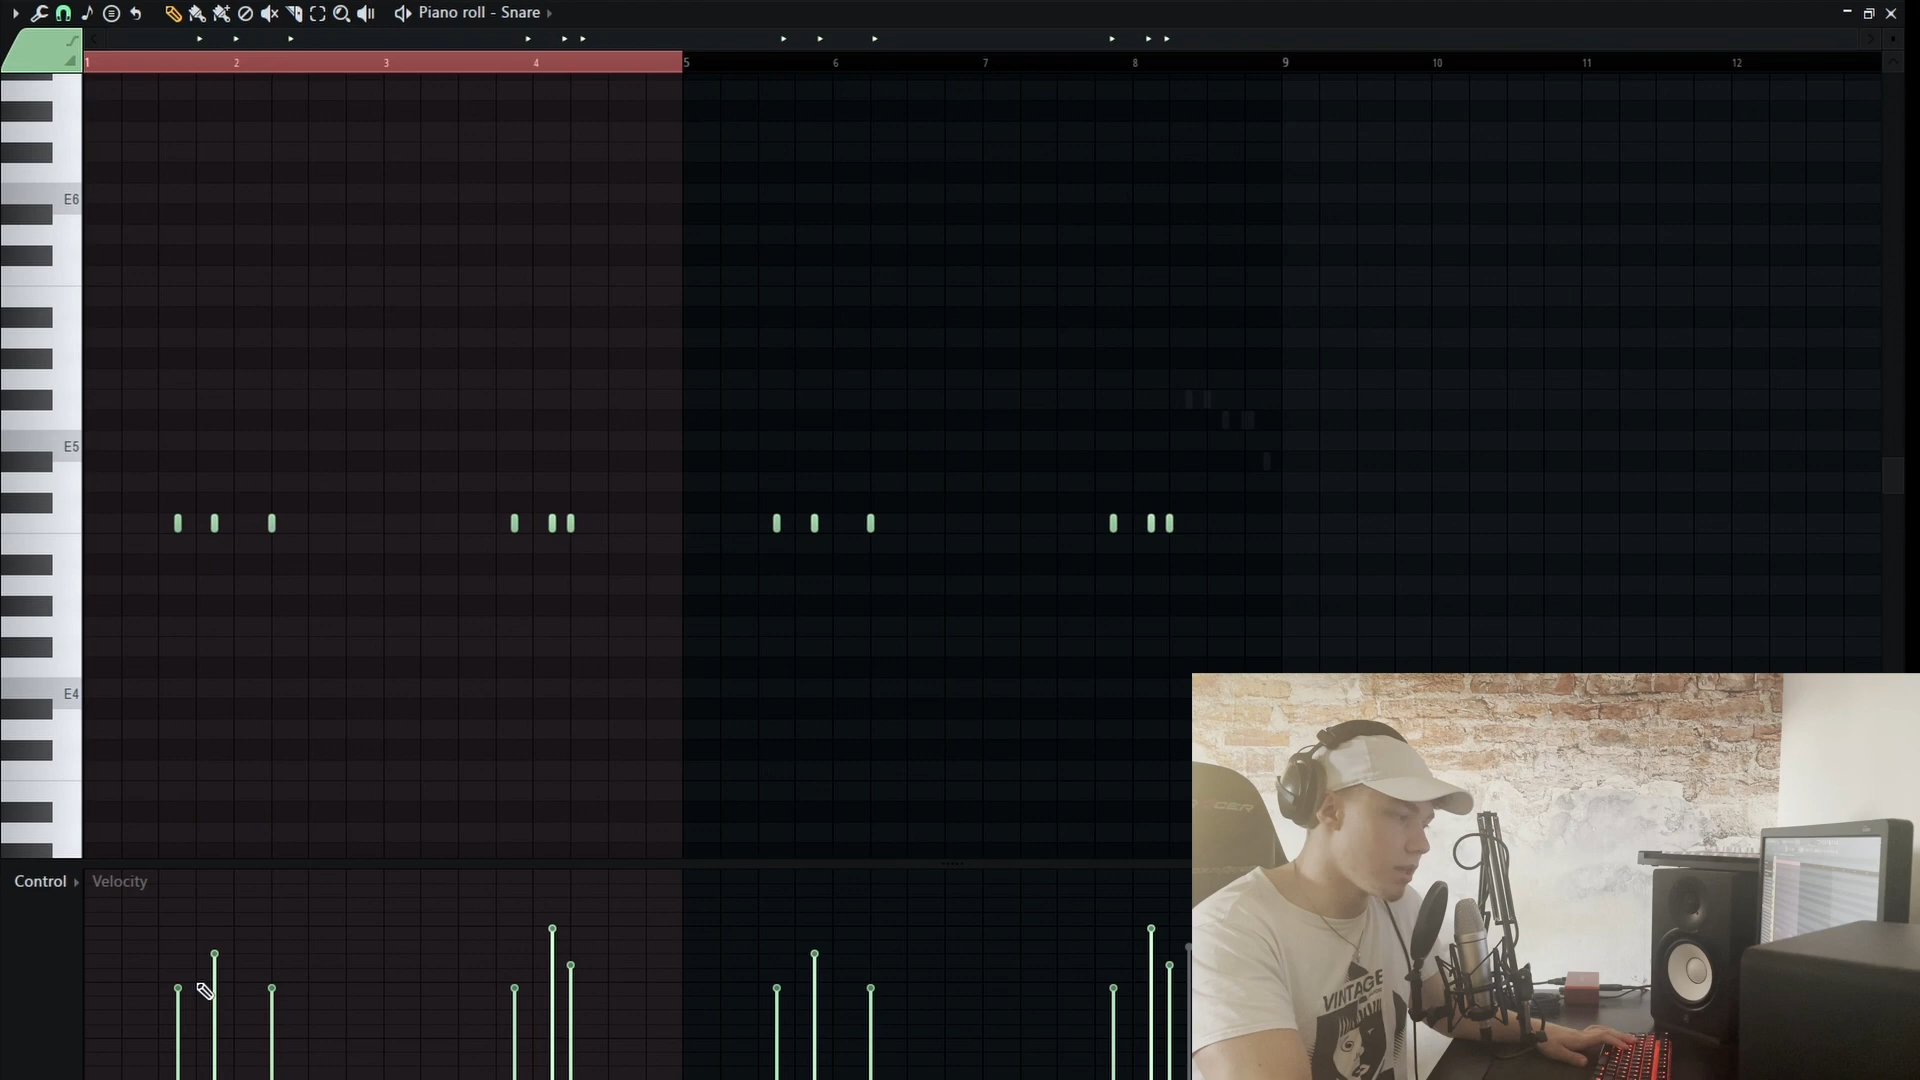 Piano roll - Snare
1 2 3 4 5 6 7 8 9 10 11 12
E6
E5
E4
Control Velocity
VINTAGE